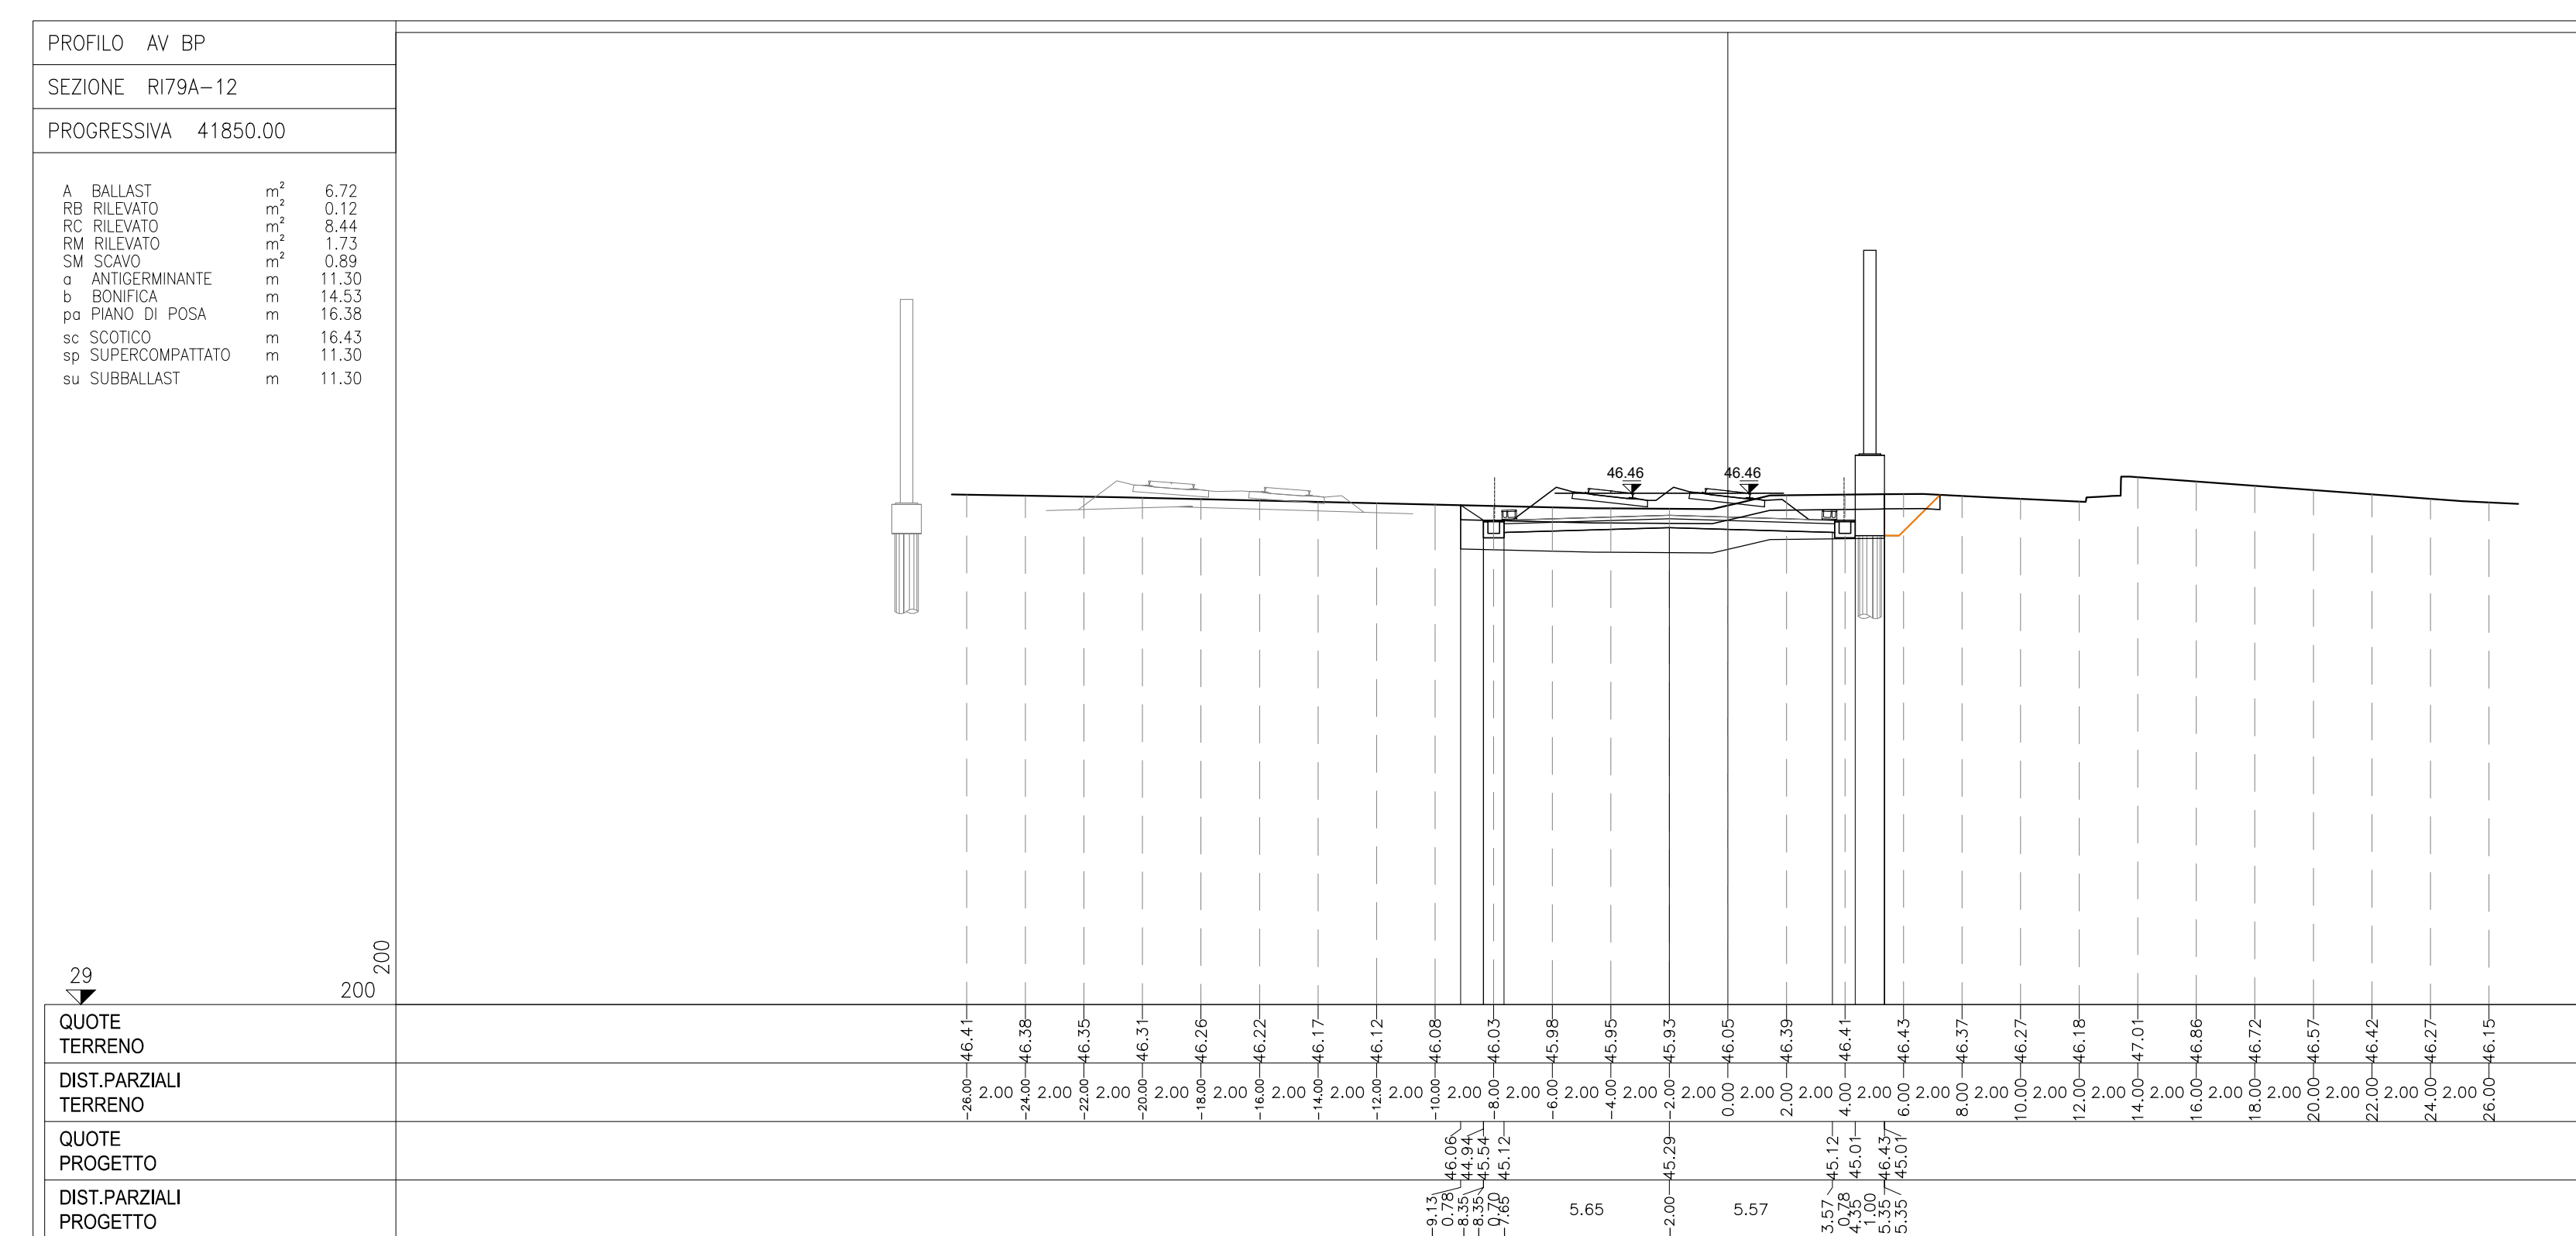 PROFILO AV BP
SEZIONE RI79A-12
PROGRESSIVA 41850.00
A BALLAST m² 6.72
RB RILEVATO m² 0.12
RC RILEVATO m² 8.44
RM RILEVATO m² 1.73
SM SCAVO m² 0.89
a ANTIGERMINANTE m 11.30
b BONIFICA m 14.53
pa PIANO DI POSA m 16.38
sc SCOTICO m 16.43
sp SUPERCOMPATTATO m 11.30
su SUBBALLAST m 11.30
46.46 46.46
200
29
200
QUOTE
TERRENO
46.41 46.38 46.35 46.31 46.26 46.22 46.17 46.12 46.08 46.03 45.98 45.95 45.93 46.05 46.39 46.41 46.43 46.37 46.27 46.18 47.01 46.86 46.72 46.57 46.42 46.27 46.15
DIST.PARZIALI
TERRENO
-26.00 2.00 -24.00 2.00 -22.00 2.00 -20.00 2.00 -18.00 2.00 -16.00 2.00 -14.00 2.00 -12.00 2.00 -10.00 2.00 -8.00 2.00 -6.00 2.00 -4.00 2.00 -2.00 2.00 0.00 2.00 2.00 2.00 4.00 2.00 6.00 2.00 8.00 2.00 10.00 2.00 12.00 2.00 14.00 2.00 16.00 2.00 18.00 2.00 20.00 2.00 22.00 2.00 24.00 2.00 26.00
QUOTE
PROGETTO
46.06 44.94 45.54 45.12 45.29 45.12 45.01 46.43 45.01
DIST.PARZIALI
PROGETTO
-9.13 0.78 -8.35 -8.35 0.70 -7.65 5.65 -2.00 5.57 3.57 0.78 4.35 1.00 5.35 5.35